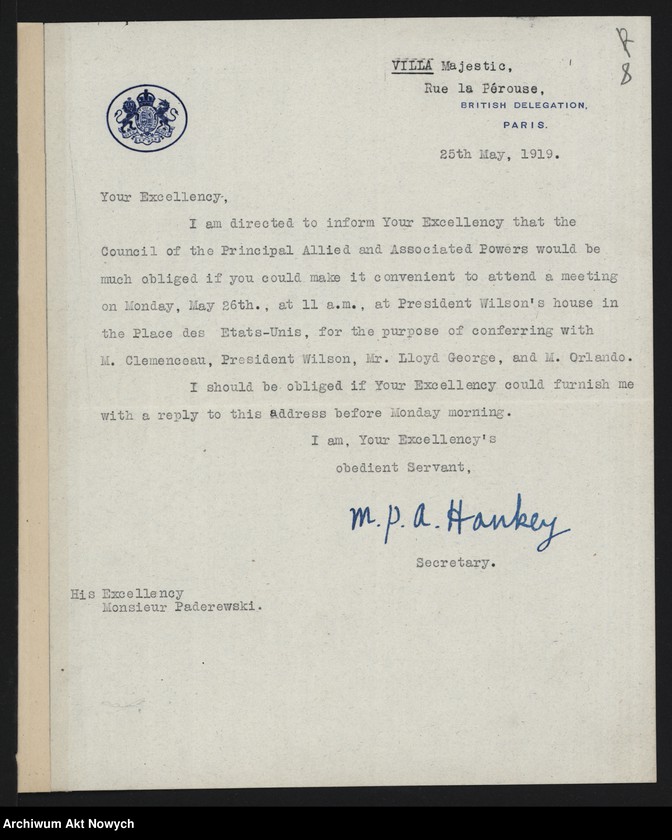 VILLA Majestic,
Rue la Pérouse,
BRITISH DELEGATION,
PARIS.
25th May, 1919.
Your Excellency,
I am directed to inform Your Excellency that the
Council of the Principal Allied and Associated Powers would be
much obliged if you could make it convenient to attend a meeting
on Monday, May 26th., at 11 a.m., at President Wilson's house in
the Place des Etats-Unis, for the purpose of conferring with
M. Clemenceau, President Wilson, Mr. Lloyd George, and M. Orlando.
I should be obliged if Your Excellency could furnish me
with a reply to this address before Monday morning.
I am, Your Excellency's
obedient Servant,
M. P. A. Hankey
Secretary.
His Excellency
Monsieur Paderewski.
Archiwum Akt Nowych